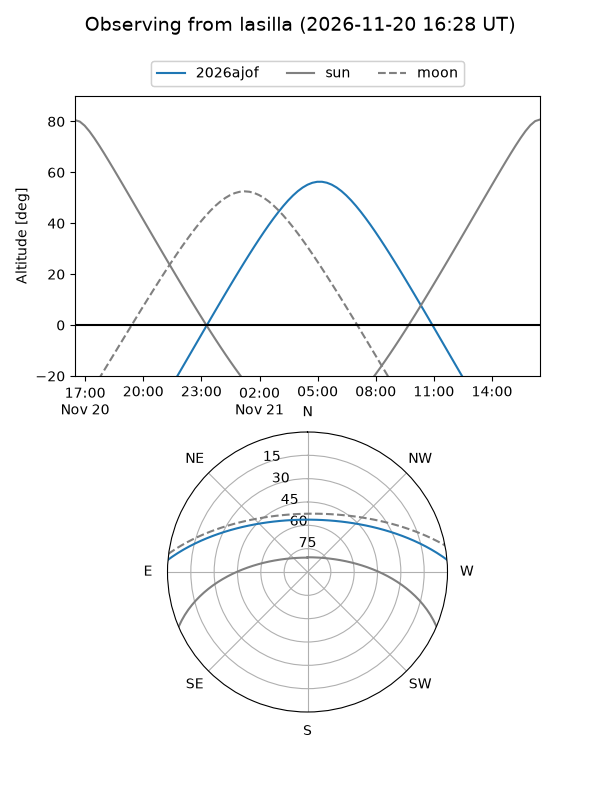 Observing from lasilla (2026-11-20 16:28 UT)
2026ajof sun moon
Altitude [deg]
80
60
40
20
0
−20
17:00 20:00 23:00 02:00 05:00 08:00 11:00 14:00
Nov 20 Nov 21
N
NE NW
15
30
45
60
75
E W
SE SW
S